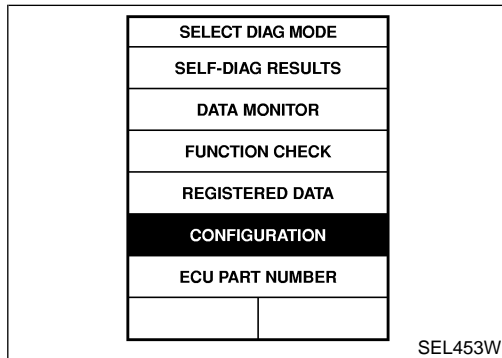 SELECT DIAG MODE
SELF-DIAG RESULTS
DATA MONITOR
FUNCTION CHECK
REGISTERED DATA
CONFIGURATION
ECU PART NUMBER
SEL453W